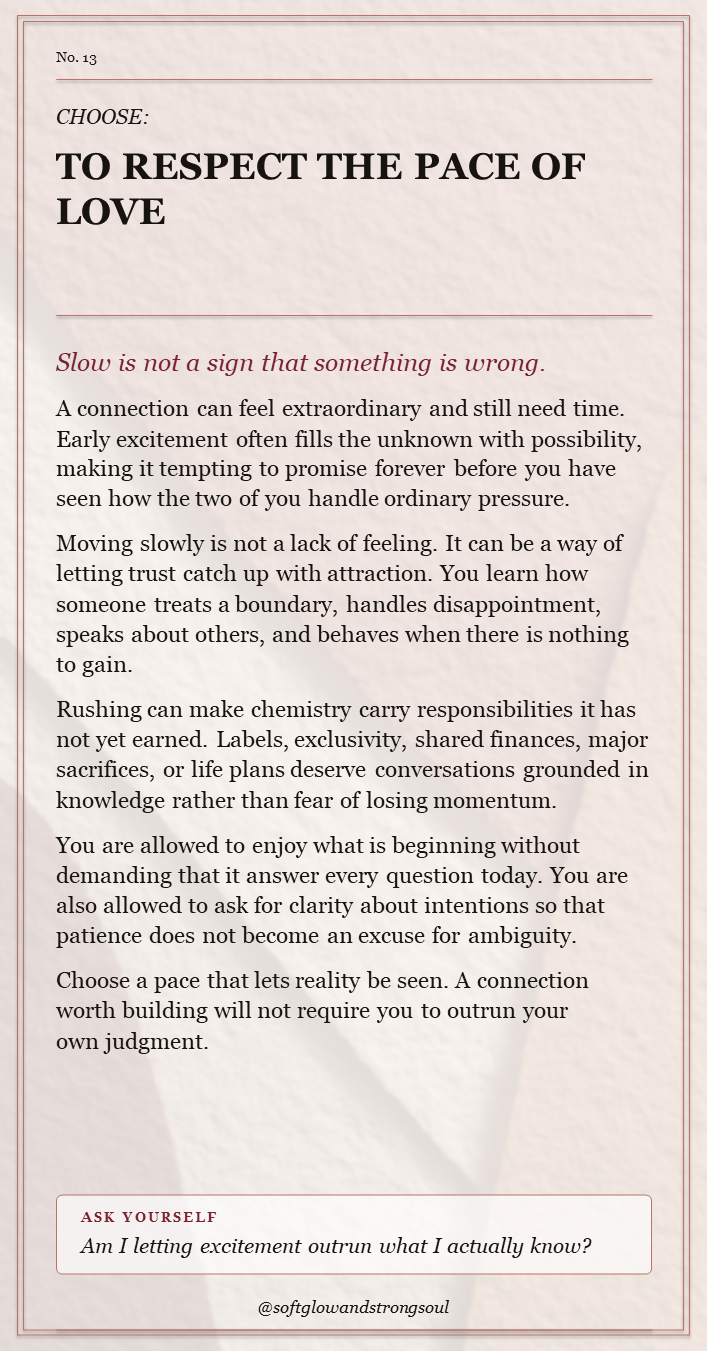 No. 13
CHOOSE:
TO RESPECT THE PACE OF
LOVE
Slow is not a sign that something is wrong.
A connection can feel extraordinary and still need time.
Early excitement often fills the unknown with possibility,
making it tempting to promise forever before you have
seen how the two of you handle ordinary pressure.
Moving slowly is not a lack of feeling. It can be a way of
letting trust catch up with attraction. You learn how
someone treats a boundary, handles disappointment,
speaks about others, and behaves when there is nothing
to gain.
Rushing can make chemistry carry responsibilities it has
not yet earned. Labels, exclusivity, shared finances, major
sacrifices, or life plans deserve conversations grounded in
knowledge rather than fear of losing momentum.
You are allowed to enjoy what is beginning without
demanding that it answer every question today. You are
also allowed to ask for clarity about intentions so that
patience does not become an excuse for ambiguity.
Choose a pace that lets reality be seen. A connection
worth building will not require you to outrun your
own judgment.
ASK YOURSELF
Am I letting excitement outrun what I actually know?
@softglowandstrongsoul